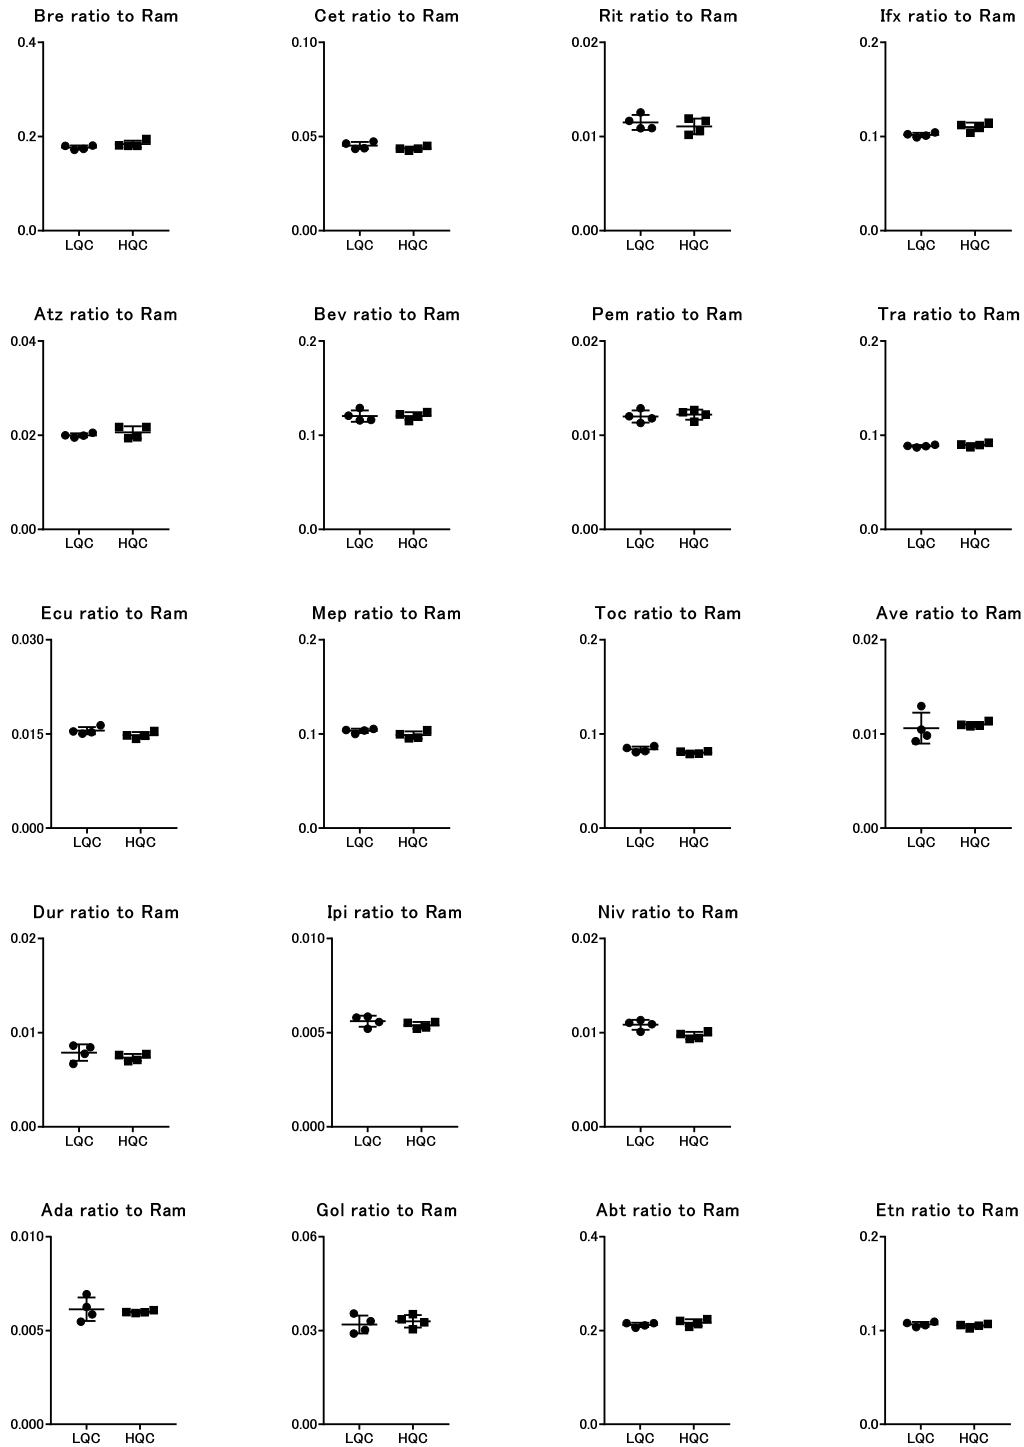 Bre ratio to Ram
Cet ratio to Ram
Rit ratio to Ram
Ifx ratio to Ram
0.4
0.2
0.0
LQC HQC
0.10
0.05
0.00
LQC HQC
0.02
0.01
0.00
LQC HQC
0.2
0.1
0.0
LQC HQC
Atz ratio to Ram
Bev ratio to Ram
Pem ratio to Ram
Tra ratio to Ram
0.04
0.02
0.00
LQC HQC
0.2
0.1
0.0
LQC HQC
0.02
0.01
0.00
LQC HQC
0.2
0.1
0.0
LQC HQC
Ecu ratio to Ram
Mep ratio to Ram
Toc ratio to Ram
Ave ratio to Ram
0.030
0.015
0.000
LQC HQC
0.2
0.1
0.0
LQC HQC
0.2
0.1
0.0
LQC HQC
0.02
0.01
0.00
LQC HQC
Dur ratio to Ram
Ipi ratio to Ram
Niv ratio to Ram
0.02
0.01
0.00
LQC HQC
0.010
0.005
0.000
LQC HQC
0.02
0.01
0.00
LQC HQC
Ada ratio to Ram
Gol ratio to Ram
Abt ratio to Ram
Etn ratio to Ram
0.010
0.005
0.000
LQC HQC
0.06
0.03
0.00
LQC HQC
0.4
0.2
0.0
LQC HQC
0.2
0.1
0.0
LQC HQC